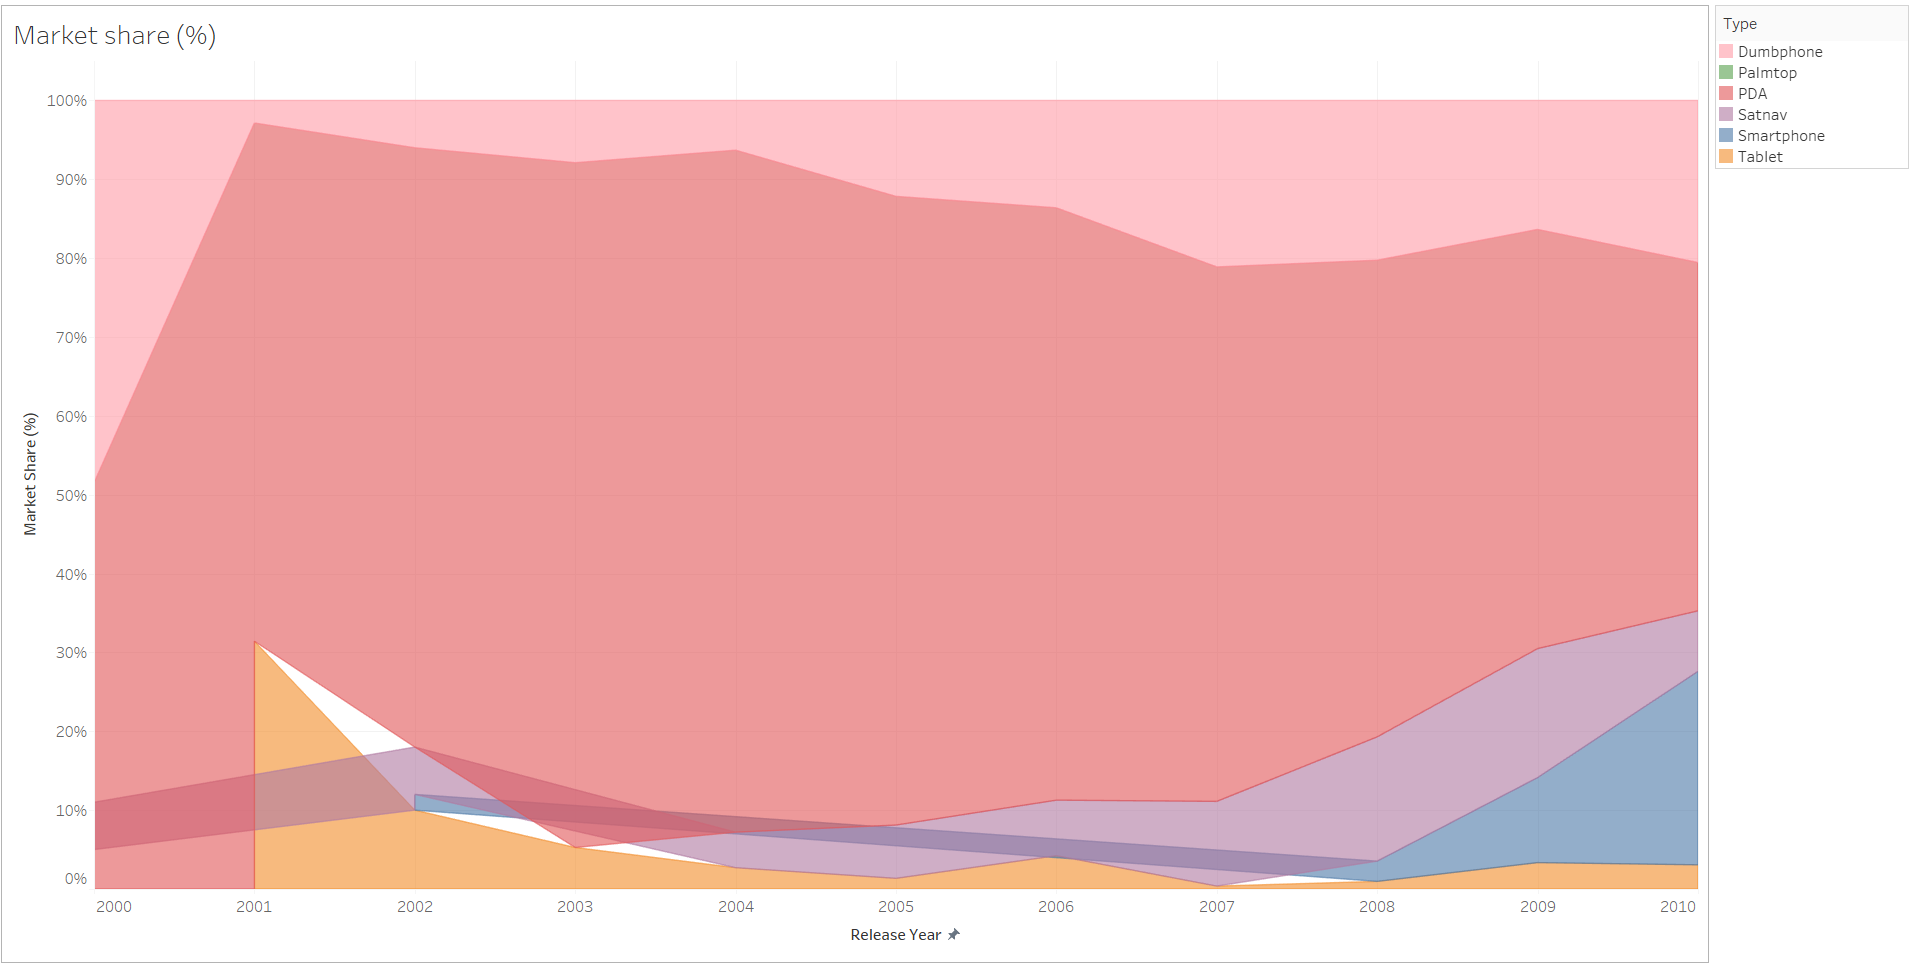 Market share (%)
Type
Dumbphone
Palmtop
PDA
Satnav
Smartphone
Tablet
100%
90%
80%
70%
60%
50%
40%
30%
20%
10%
0%
Market Share (%)
2000 2001 2002 2003 2004 2005 2006 2007 2008 2009 2010
Release Year